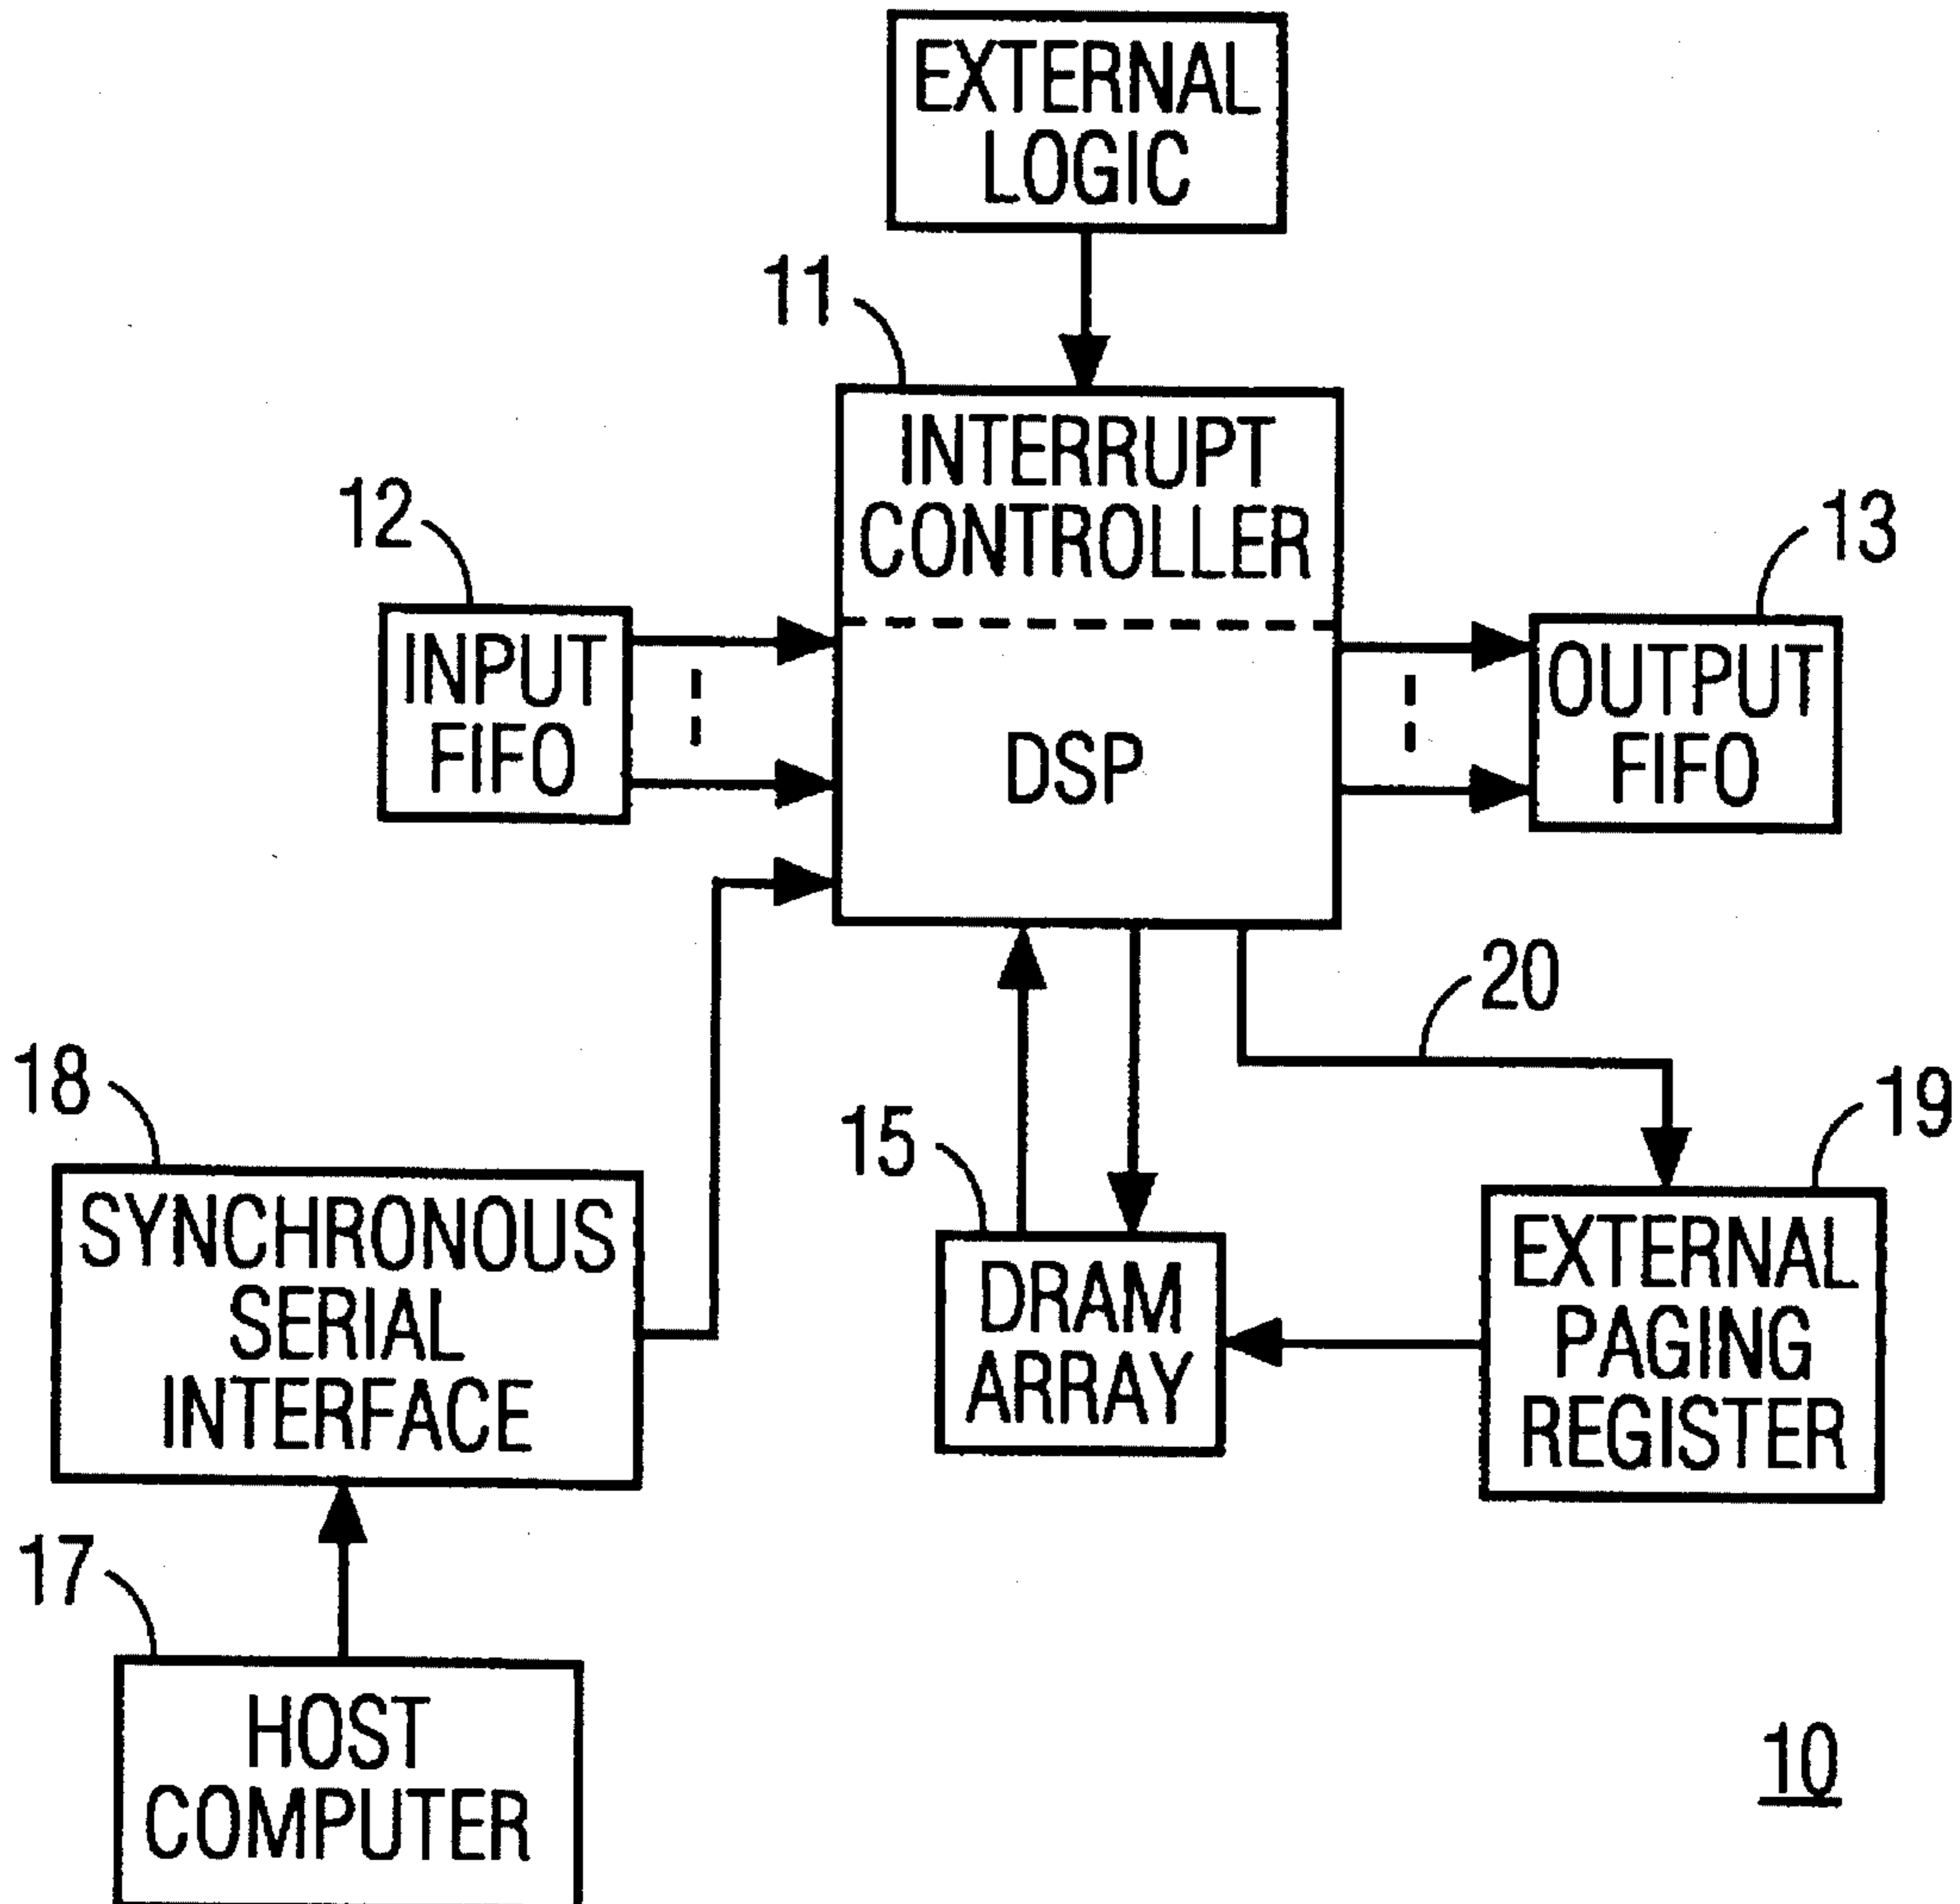 EXTERNAL
LOGIC
11
INTERRUPT
CONTROLLER
DSP
12
INPUT
FIFO
13
OUTPUT
FIFO
20
18
SYNCHRONOUS
SERIAL
INTERFACE
15
DRAM
ARRAY
19
EXTERNAL
PAGING
REGISTER
17
HOST
COMPUTER
10